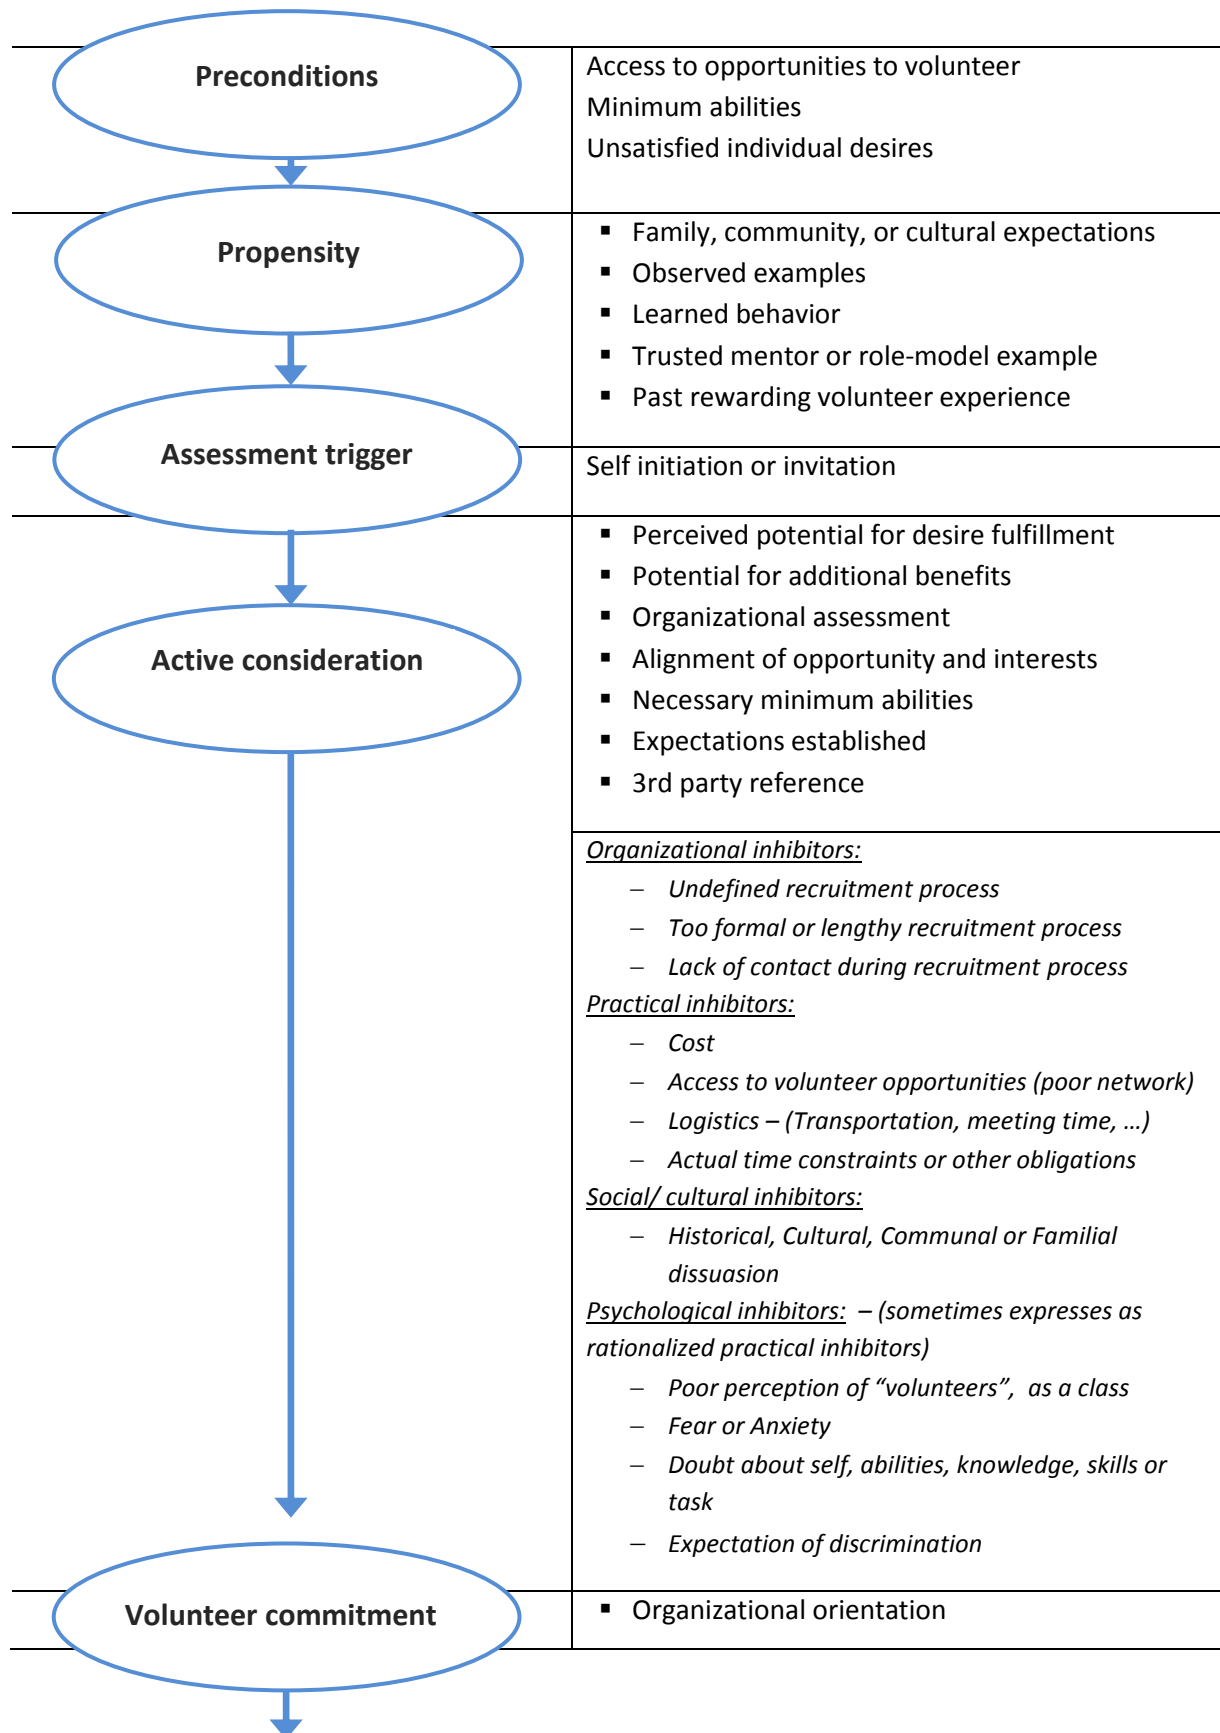 Preconditions
Access to opportunities to volunteer
Minimum abilities
Unsatisfied individual desires
Propensity
▪ Family, community, or cultural expectations
▪ Observed examples
▪ Learned behavior
▪ Trusted mentor or role-model example
▪ Past rewarding volunteer experience
Assessment trigger
Self initiation or invitation
Active consideration
▪ Perceived potential for desire fulfillment
▪ Potential for additional benefits
▪ Organizational assessment
▪ Alignment of opportunity and interests
▪ Necessary minimum abilities
▪ Expectations established
▪ 3rd party reference
Organizational inhibitors:
– Undefined recruitment process
– Too formal or lengthy recruitment process
– Lack of contact during recruitment process
Practical inhibitors:
– Cost
– Access to volunteer opportunities (poor network)
– Logistics – (Transportation, meeting time, …)
– Actual time constraints or other obligations
Social/ cultural inhibitors:
– Historical, Cultural, Communal or Familial
dissuasion
Psychological inhibitors: – (sometimes expresses as
rationalized practical inhibitors)
– Poor perception of “volunteers”, as a class
– Fear or Anxiety
– Doubt about self, abilities, knowledge, skills or
task
– Expectation of discrimination
Volunteer commitment
▪ Organizational orientation